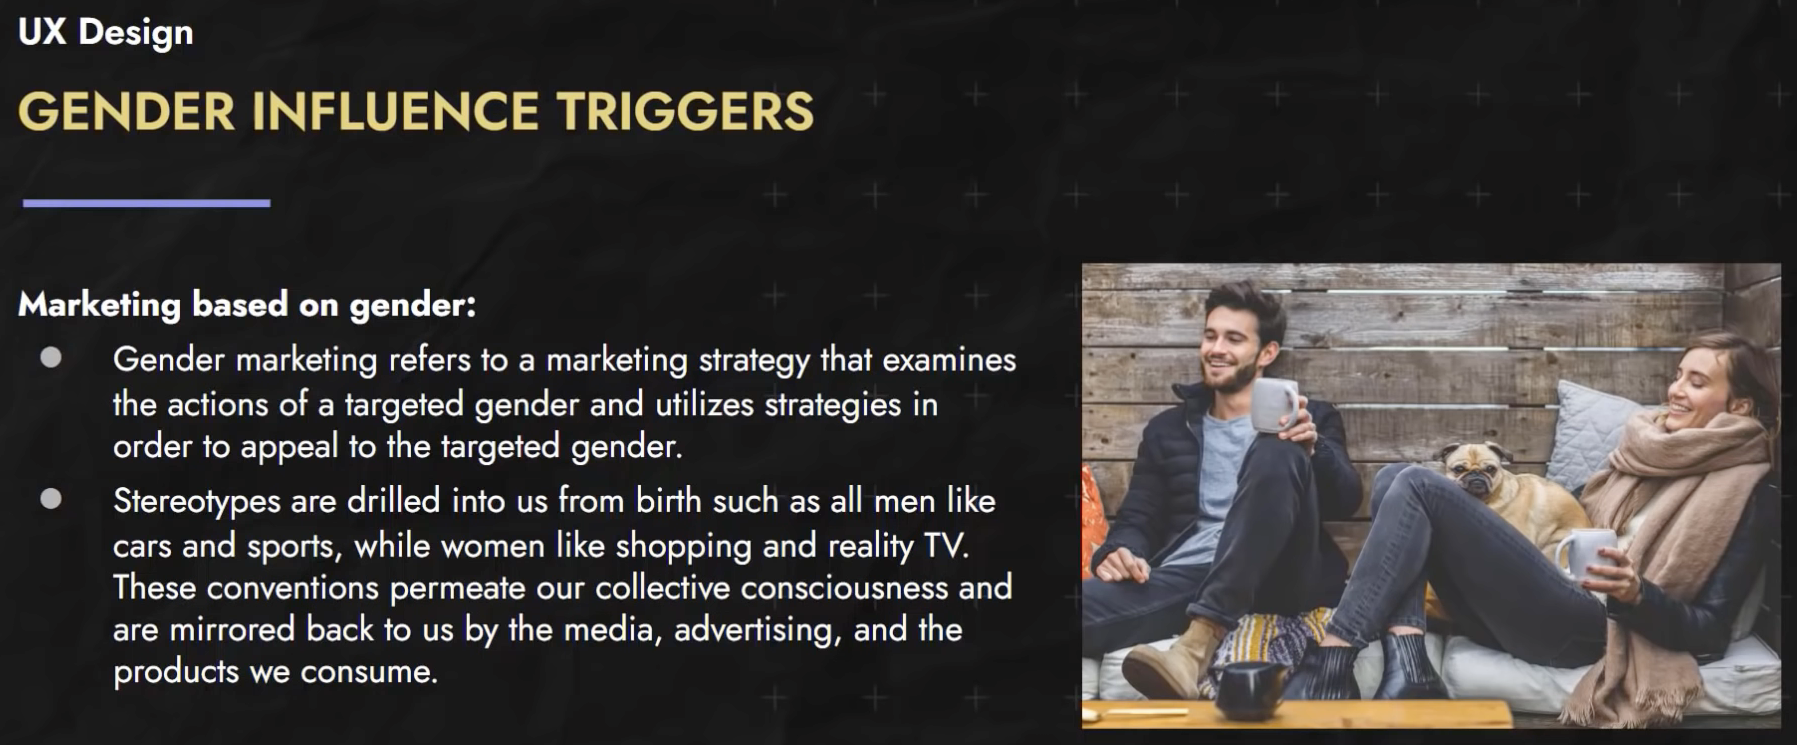 UX Design
GENDER INFLUENCE TRIGGERS
Marketing based on gender:
● Gender marketing refers to a marketing strategy that examines
the actions of a targeted gender and utilizes strategies in
order to appeal to the targeted gender.
● Stereotypes are drilled into us from birth such as all men like
cars and sports, while women like shopping and reality TV.
These conventions permeate our collective consciousness and
are mirrored back to us by the media, advertising, and the
products we consume.